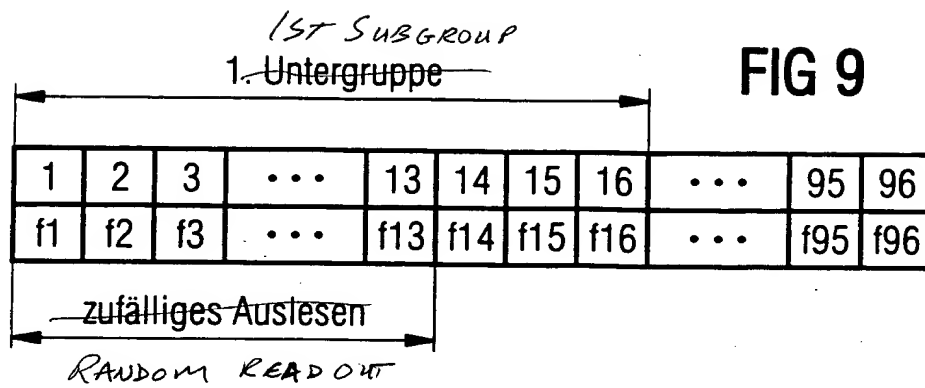 1ST SUBGROUP
1. Untergruppe
FIG 9
1 2 3 ... 13 14 15 16 ... 95 96
f1 f2 f3 ... f13 f14 f15 f16 ... f95 f96
zufälliges Auslesen
RANDOM READOUT